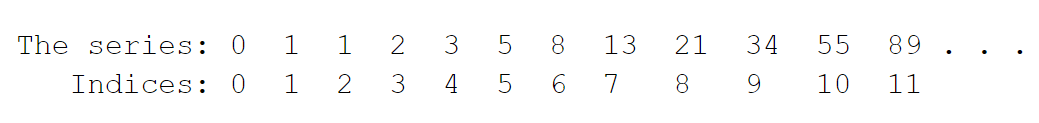 The series: 0 1 1 2 3 5 8 13 21 34 55 89 . . .
Indices: 0 1 2 3 4 5 6 7 8 9 10 11